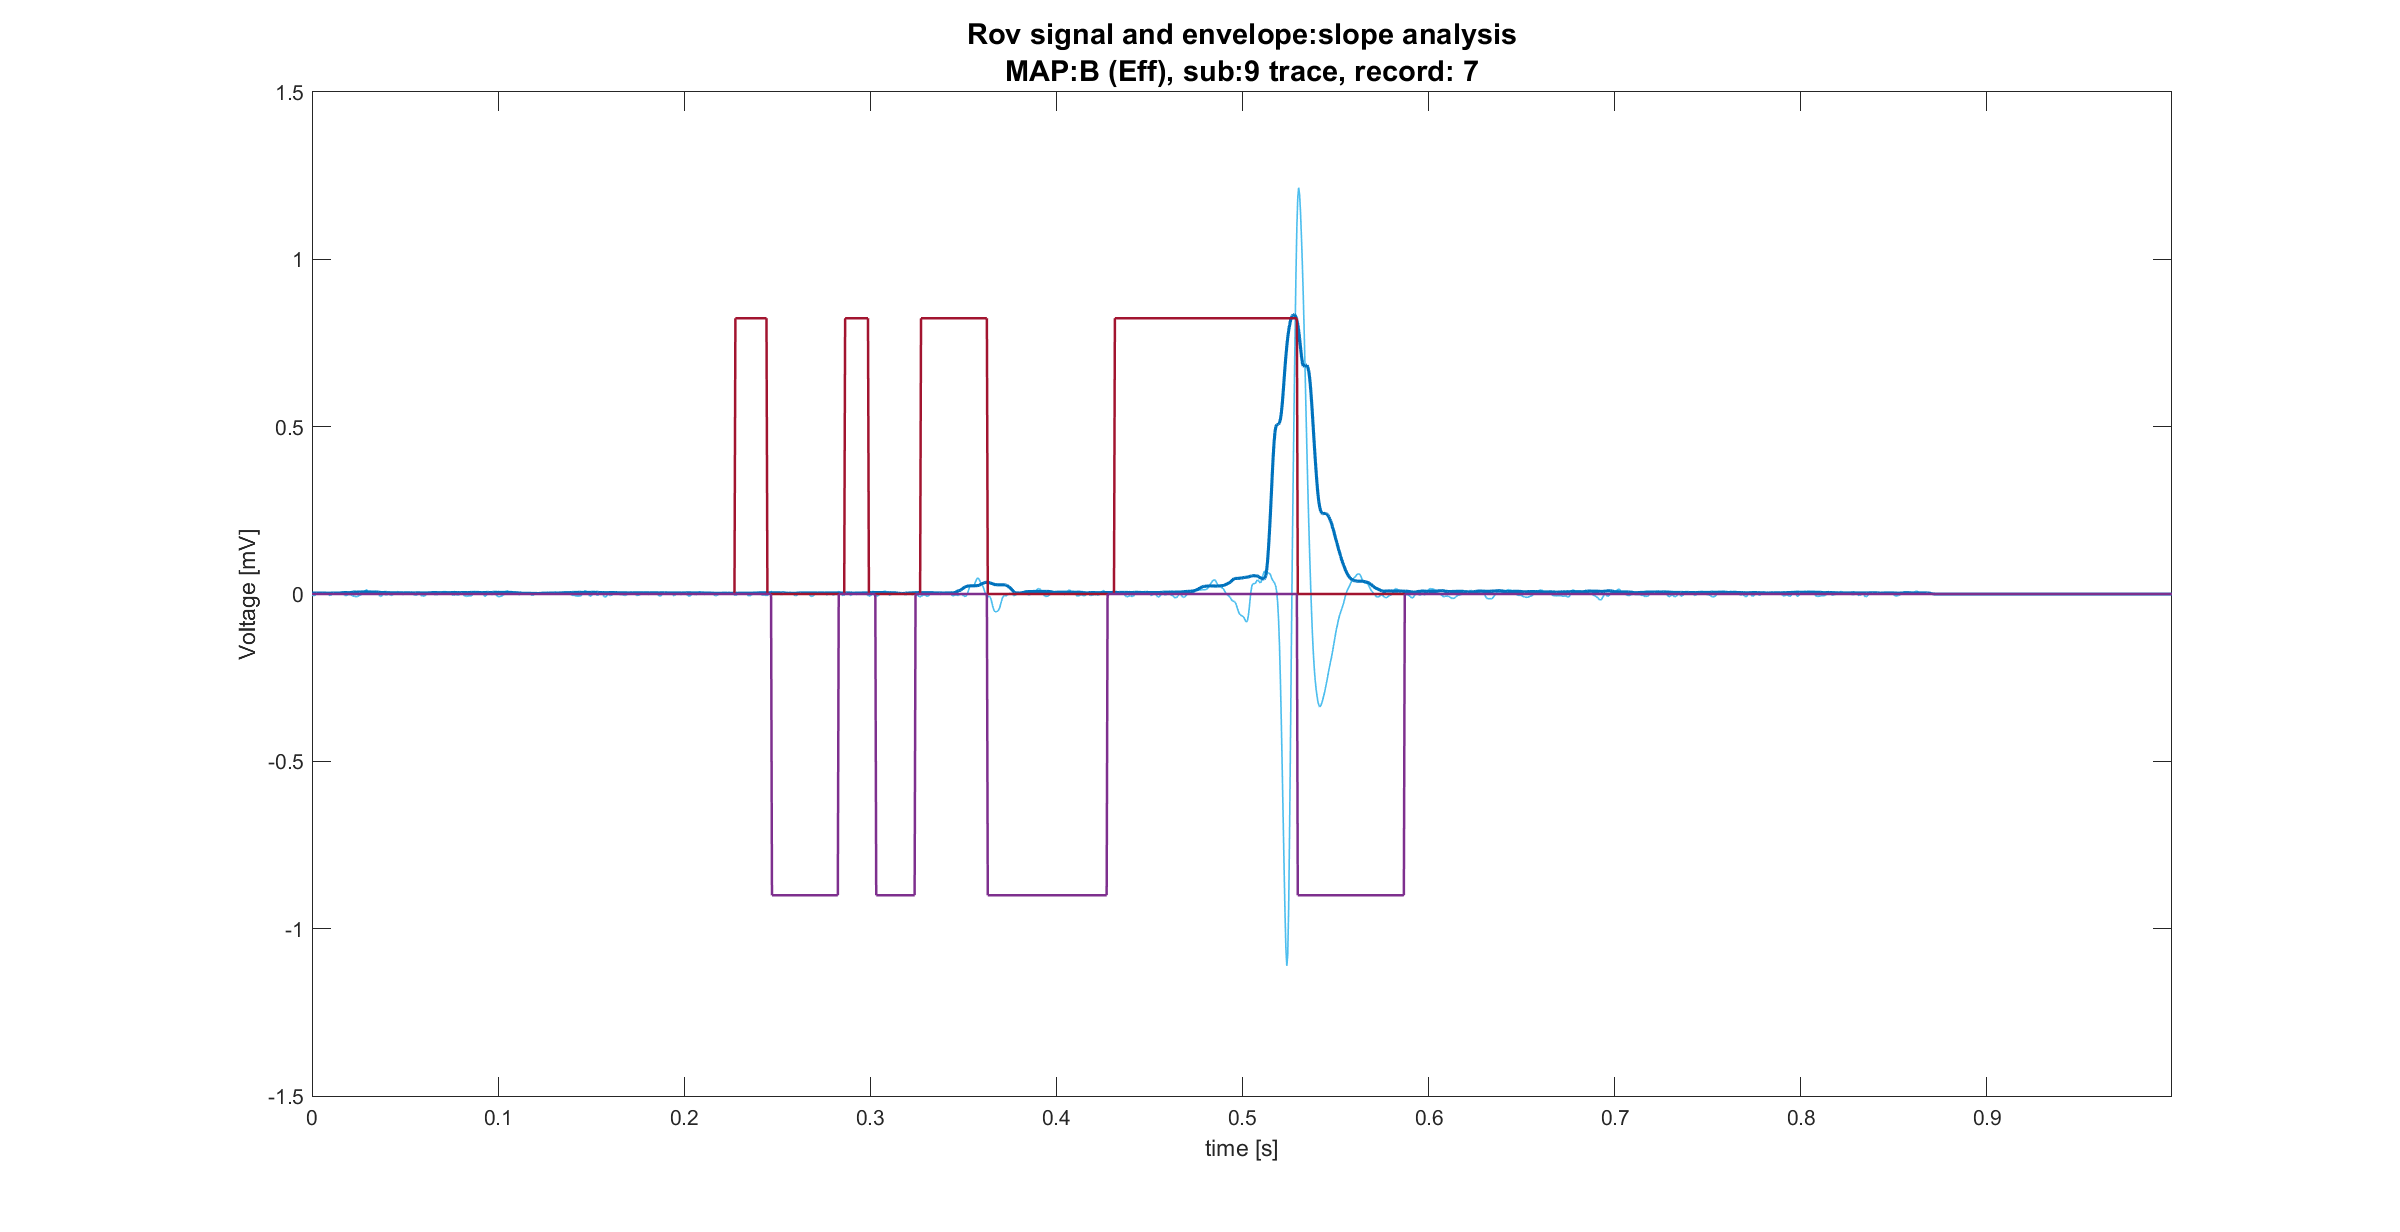 Rov signal and envelope:slope analysis
MAP:B (Eff), sub:9 trace, record: 7
1.5
1
0.5
0
-0.5
-1
-1.5
Voltage [mV]
0 0.1 0.2 0.3 0.4 0.5 0.6 0.7 0.8 0.9
time [s]